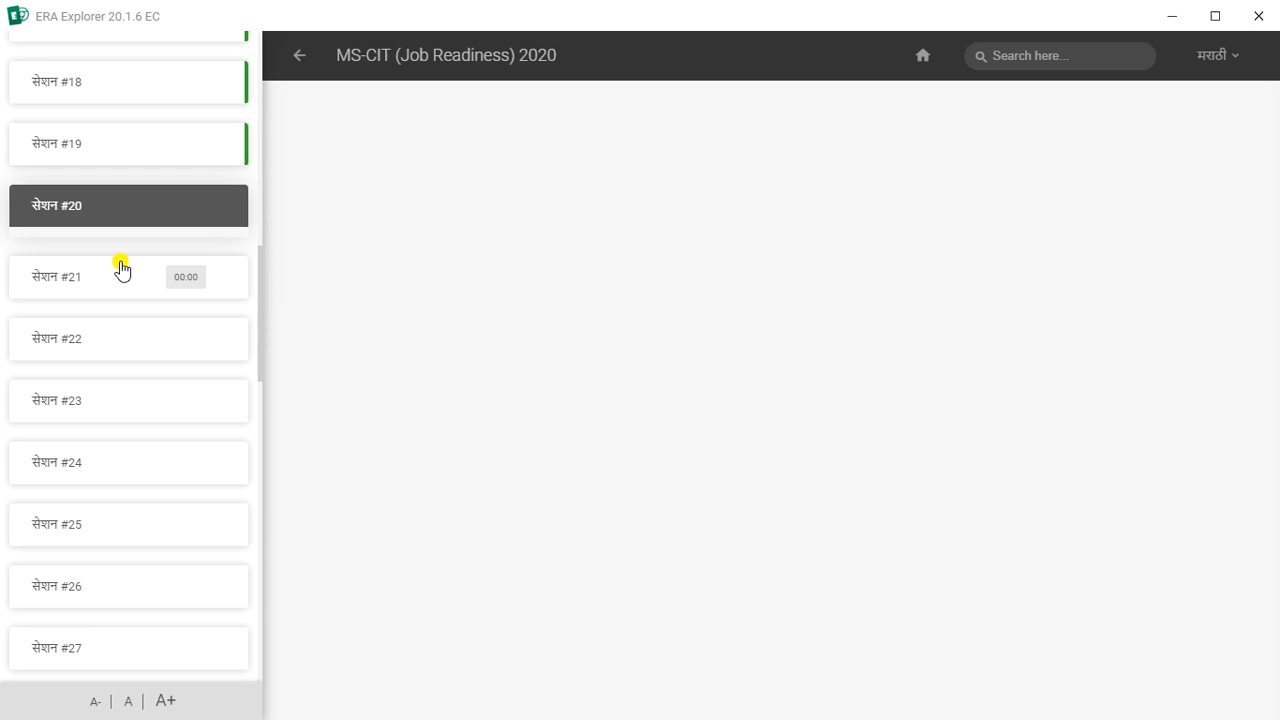 ERA Explorer 20.1.6 EC
MS-CIT (Job Readiness) 2020
Search here...
मराठी
सेशन #18
सेशन #19
सेशन #20
सेशन #21 00:00
सेशन #22
सेशन #23
सेशन #24
सेशन #25
सेशन #26
सेशन #27
A- | A | A+